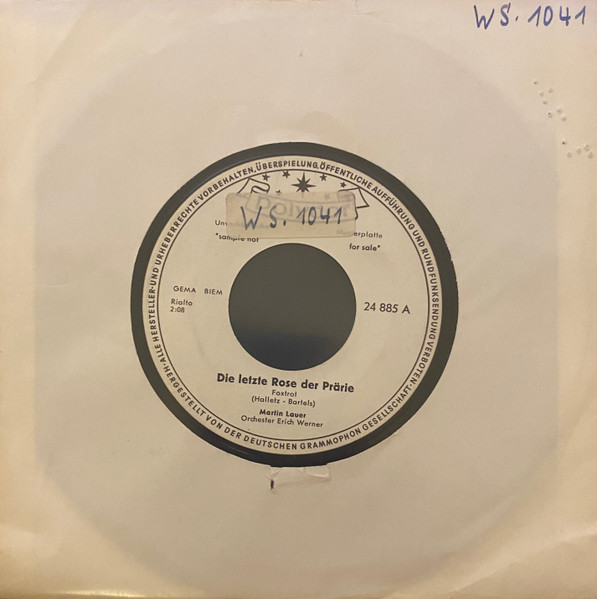 WS. 1041
·ALLE HERSTELLER-UND URHEBERRECHTE VORBEHALTEN, ÜBERSPIELUNG, ÖFFENTLICHE AUFFÜHRUNG UND RUNDFUNKSENDUNG VERBOTEN·
WS. 1041
"sample not for sale"
GEMA BIEM
Rialto
2:08
24 885 A
Die letzte Rose der Prärie
Foxtrot
(Halletz - Bartels)
Martin Lauer
Orchester Erich Werner
HERGESTELLT VON DER DEUTSCHEN GRAMMOPHON GESELLSCHAFT